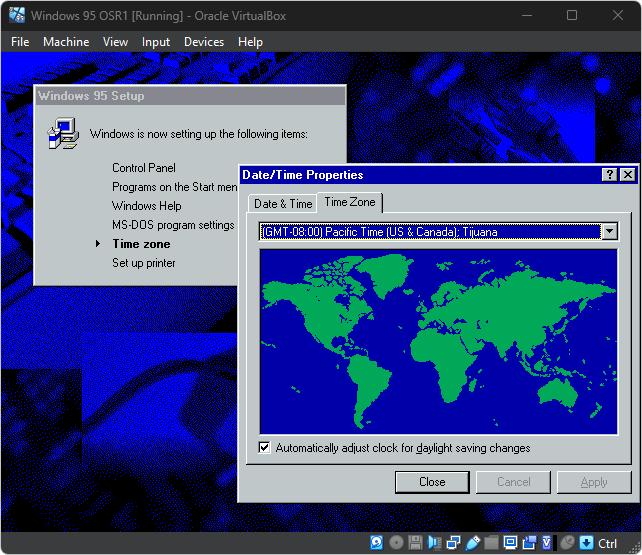 Windows 95 OSR1 [Running] - Oracle VirtualBox
File Machine View Input Devices Help
Windows 95 Setup
Windows is now setting up the following items:
Control Panel
Programs on the Start men
Windows Help
MS-DOS program settings
Time zone
Set up printer
Date/Time Properties
Date & Time Time Zone
(GMT-08:00) Pacific Time (US & Canada); Tijuana
Automatically adjust clock for daylight saving changes
Close Cancel Apply
Ctrl